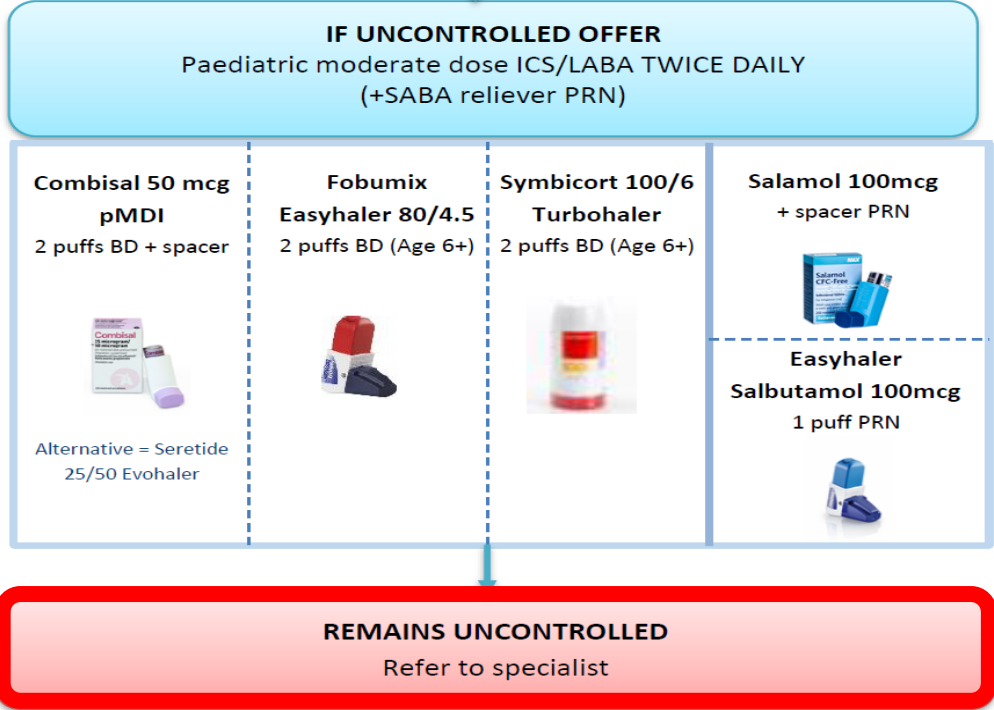 IF UNCONTROLLED OFFER
Paediatric moderate dose ICS/LABA TWICE DAILY
(+SABA reliever PRN)
Combisal 50 mcg
pMDI
2 puffs BD + spacer
Combisal
Alternative = Seretide
25/50 Evohaler
Fobumix
Easyhaler 80/4.5
2 puffs BD (Age 6+)
Symbicort 100/6
Turbohaler
2 puffs BD (Age 6+)
Salamol 100mcg
+ spacer PRN
Salamol
CFC-Free
Easyhaler
Salbutamol 100mcg
1 puff PRN
REMAINS UNCONTROLLED
Refer to specialist